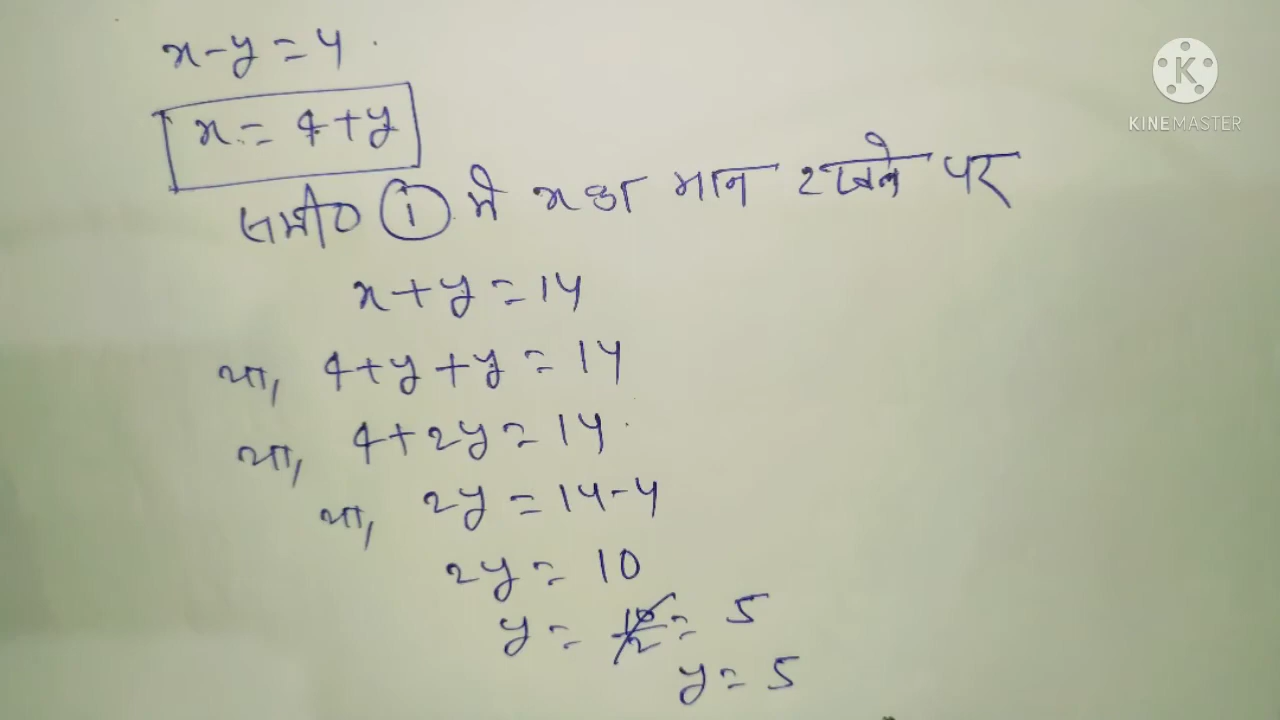 x-y=4
x=4+y
KINEMASTER
समी० ① मे x का मान रखने पर
x+y=14
या, 4+y+y=14
या, 4+2y=14
या, 2y=14-4
2y=10
y=10/2=5
y=5